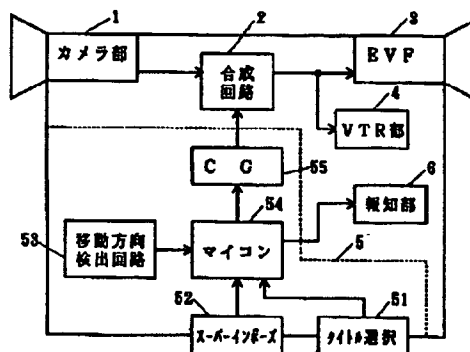 1
2
3
カメラ部
合成
回路
EVF
4
VTR部
CG
55
54
6
報知部
53
移動方向
検出回路
マイコン
5
52
51
スーパーインポーズ
タイトル選択